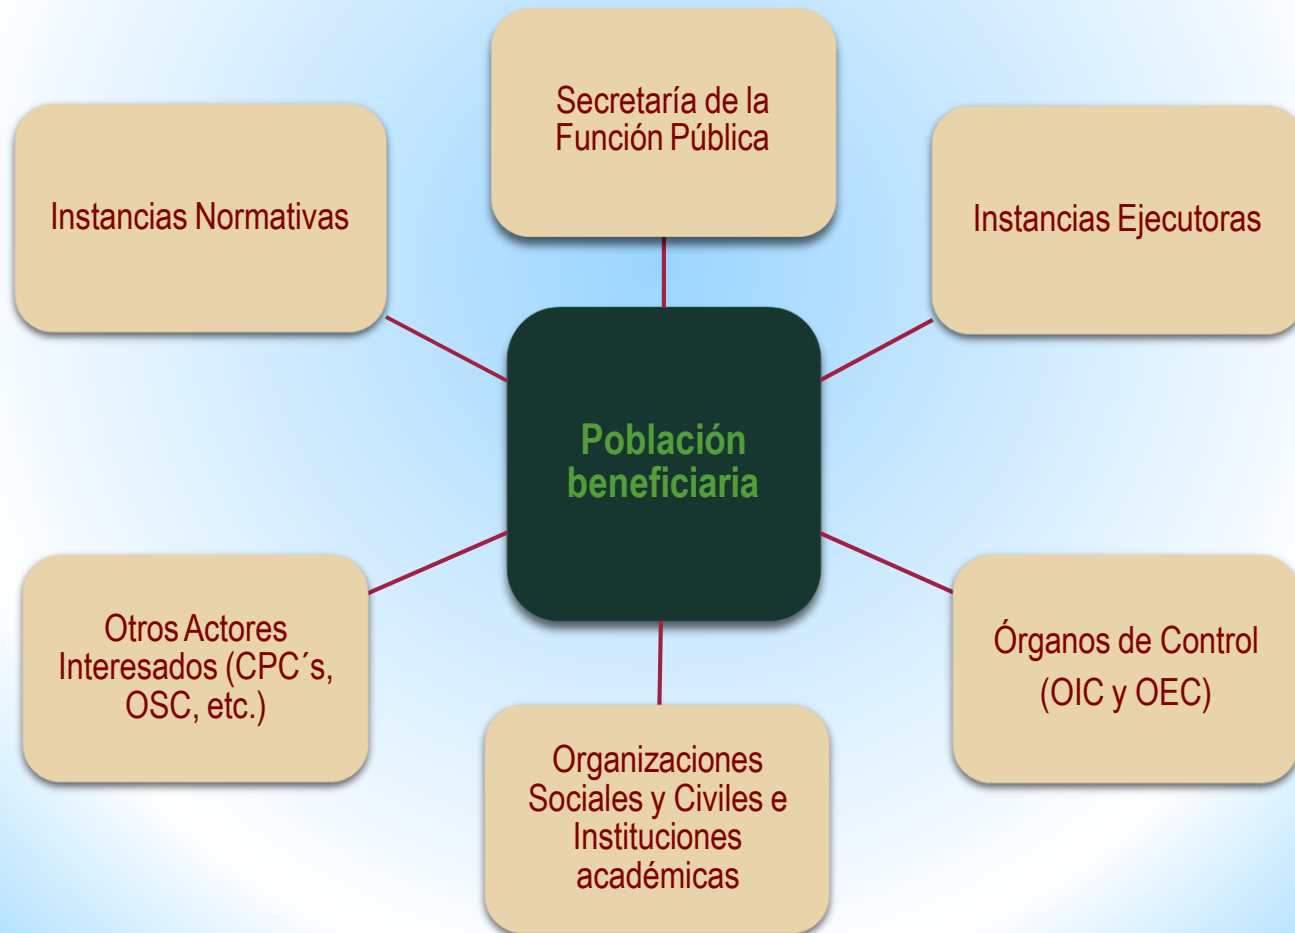 Secretaría de la
Función Pública
Instancias Normativas
Instancias Ejecutoras
Población
beneficiaria
Otros Actores
Interesados (CPC´s,
OSC, etc.)
Órganos de Control
(OIC y OEC)
Organizaciones
Sociales y Civiles e
Instituciones
académicas